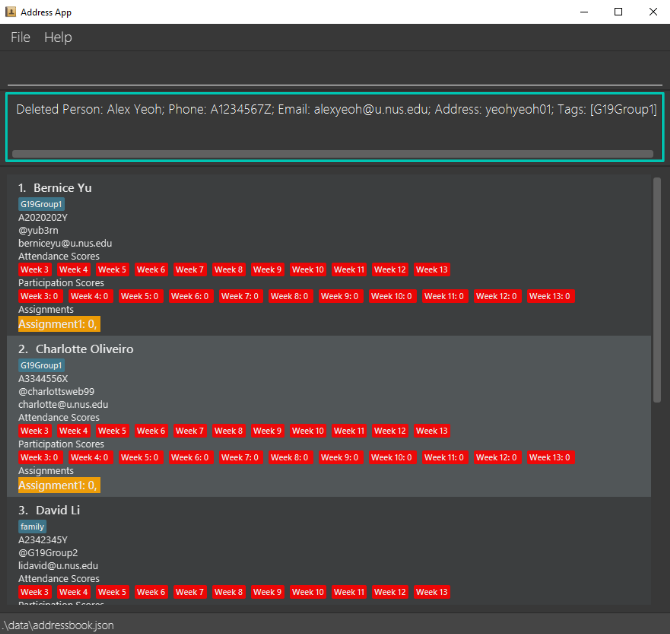 Address App
File Help
Deleted Person: Alex Yeoh; Phone: A1234567Z; Email: alexyeoh@u.nus.edu; Address: yeohyeoh01; Tags: [G19Group1]
1. Bernice Yu
G19Group1
A2020202Y
@yub3rn
berniceyu@u.nus.edu
Attendance Scores
Week 3 Week 4 Week 5 Week 6 Week 7 Week 8 Week 9 Week 10 Week 11 Week 12 Week 13
Participation Scores
Week 3: 0 Week 4: 0 Week 5: 0 Week 6: 0 Week 7: 0 Week 8: 0 Week 9: 0 Week 10: 0 Week 11: 0 Week 12: 0 Week 13: 0
Assignments
Assignment1: 0,
2. Charlotte Oliveiro
G19Group1
A3344556X
@charlottsweb99
charlotte@u.nus.edu
Attendance Scores
Week 3 Week 4 Week 5 Week 6 Week 7 Week 8 Week 9 Week 10 Week 11 Week 12 Week 13
Participation Scores
Week 3: 0 Week 4: 0 Week 5: 0 Week 6: 0 Week 7: 0 Week 8: 0 Week 9: 0 Week 10: 0 Week 11: 0 Week 12: 0 Week 13: 0
Assignments
Assignment1: 0,
3. David Li
family
A2342345Y
@G19Group2
lidavid@u.nus.edu
Attendance Scores
Week 3 Week 4 Week 5 Week 6 Week 7 Week 8 Week 9 Week 10 Week 11 Week 12 Week 13
Participation Scores
.\data\addressbook.json